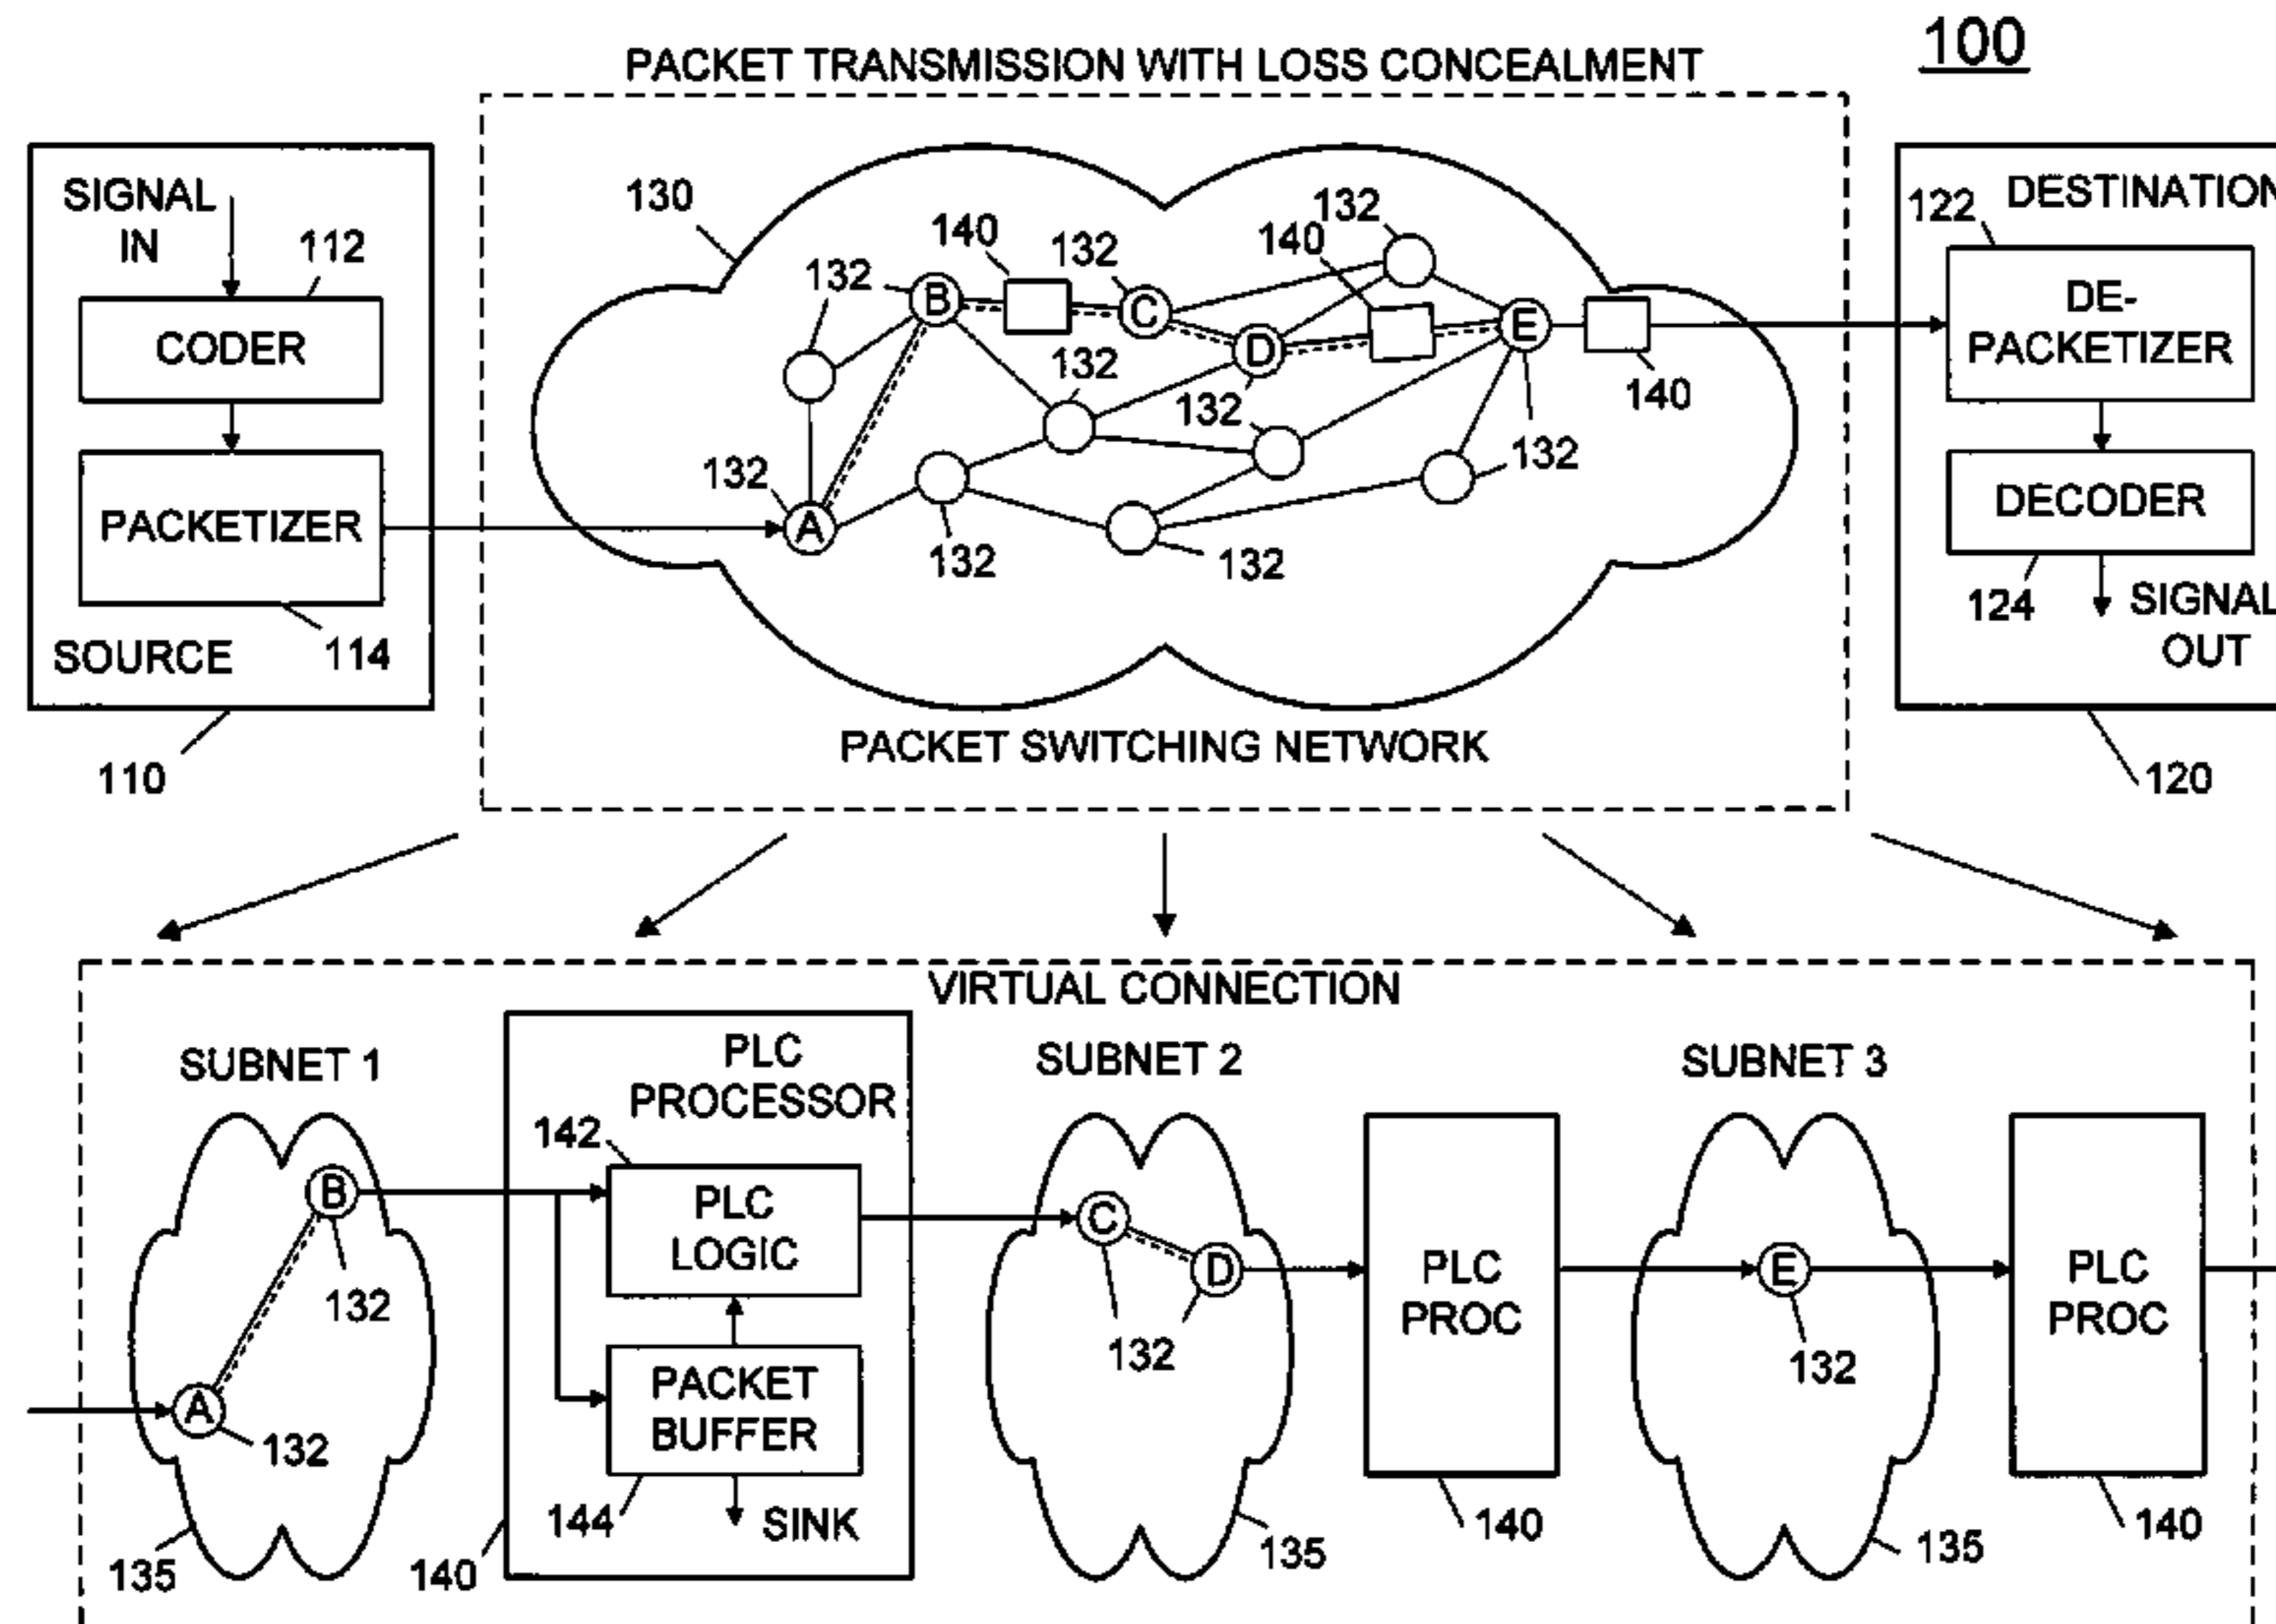 100
PACKET TRANSMISSION WITH LOSS CONCEALMENT
SIGNAL
IN
112
CODER
PACKETIZER
SOURCE
114
110
130
132
140
132
140
132
B
C
D
E
132
132
132
140
132
A
132
132
132
132
PACKET SWITCHING NETWORK
122
DESTINATION
DE-
PACKETIZER
DECODER
124
SIGNAL
OUT
120
VIRTUAL CONNECTION
SUBNET 1
B
132
A
132
135
PLC
PROCESSOR
142
PLC
LOGIC
PACKET
BUFFER
144
SINK
140
SUBNET 2
C
D
132
135
PLC
PROC
140
SUBNET 3
E
132
135
PLC
PROC
140